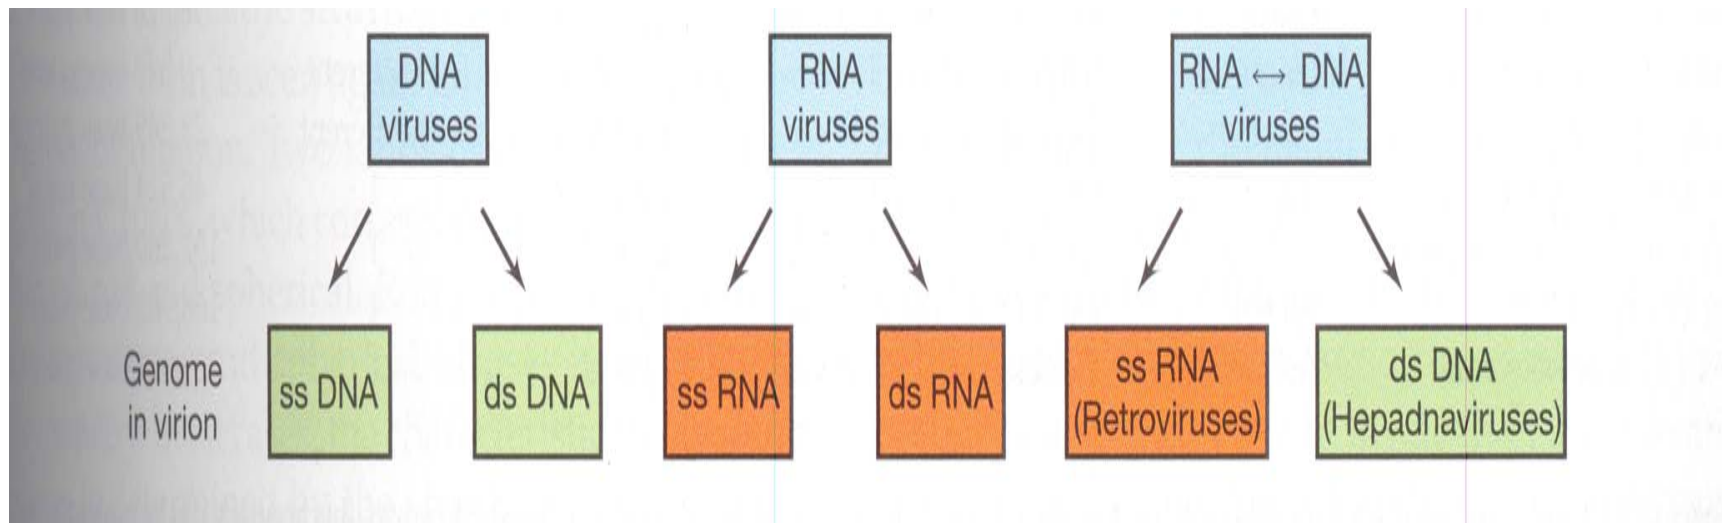 DNA
viruses
RNA
viruses
RNA ↔ DNA
viruses
Genome
in virion
ss DNA
ds DNA
ss RNA
ds RNA
ss RNA
(Retroviruses)
ds DNA
(Hepadnaviruses)